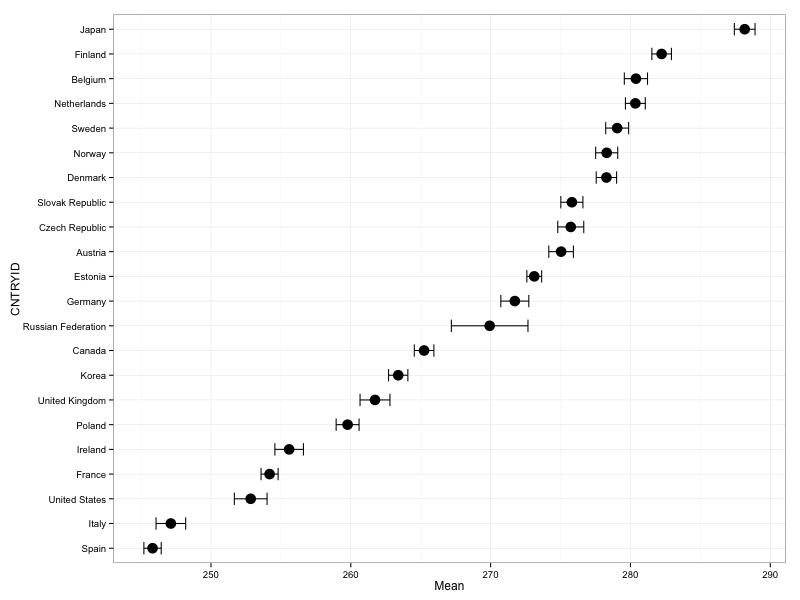 Japan
Finland
Belgium
Netherlands
Sweden
Norway
Denmark
Slovak Republic
Czech Republic
Austria
Estonia
Germany
Russian Federation
Canada
Korea
United Kingdom
Poland
Ireland
France
United States
Italy
Spain
CNTRYID
250 260 270 280 290
Mean